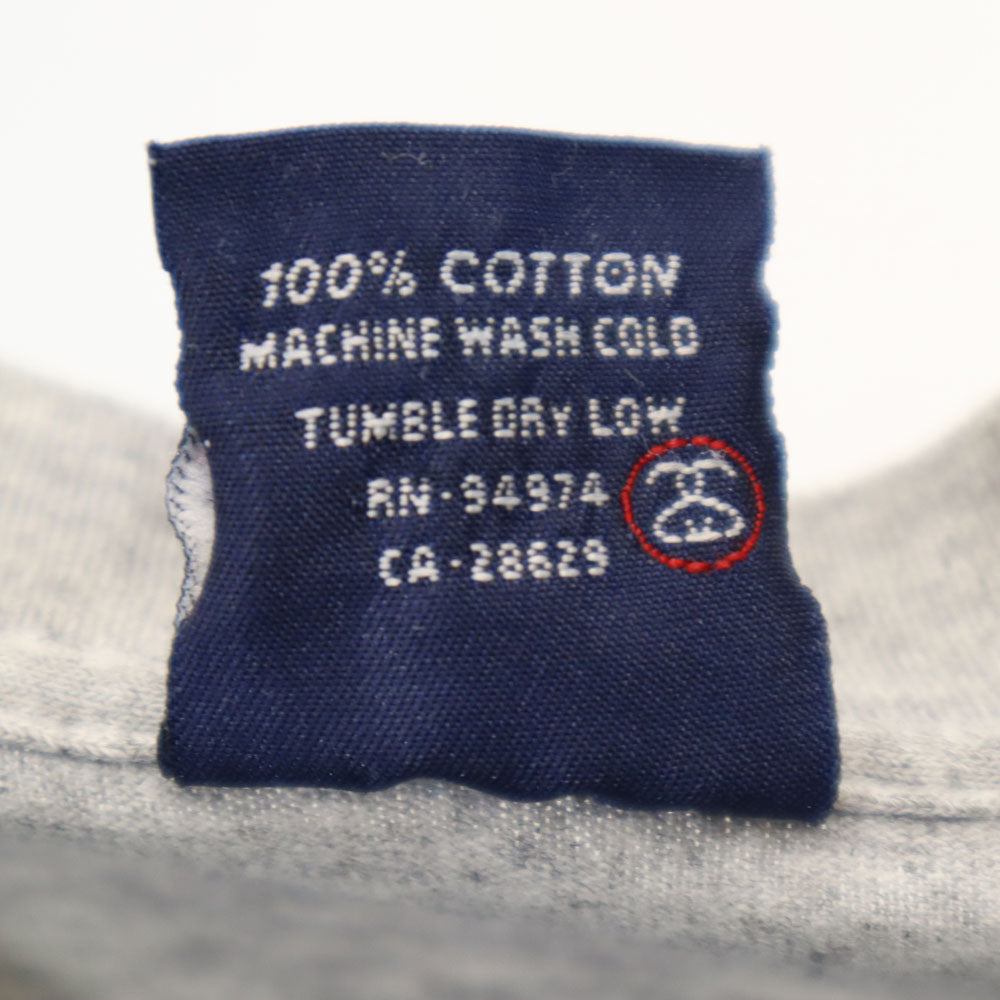 100% COTTON
MACHINE WASH COLD
TUMBLE DRY LOW
RN-94974
CA-28629